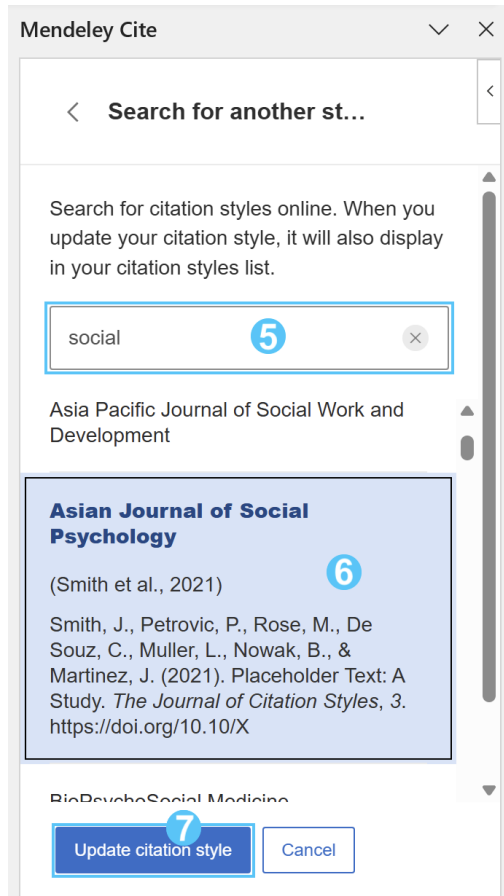 Mendeley Cite
Search for another st...
Search for citation styles online. When you
update your citation style, it will also display
in your citation styles list.
social
5
Asia Pacific Journal of Social Work and
Development
Asian Journal of Social
Psychology
6
(Smith et al., 2021)
Smith, J., Petrovic, P., Rose, M., De
Souz, C., Muller, L., Nowak, B., &
Martinez, J. (2021). Placeholder Text: A
Study. The Journal of Citation Styles, 3.
https://doi.org/10.10/X
BioPsychoSocial Medicine
7
Update citation style
Cancel